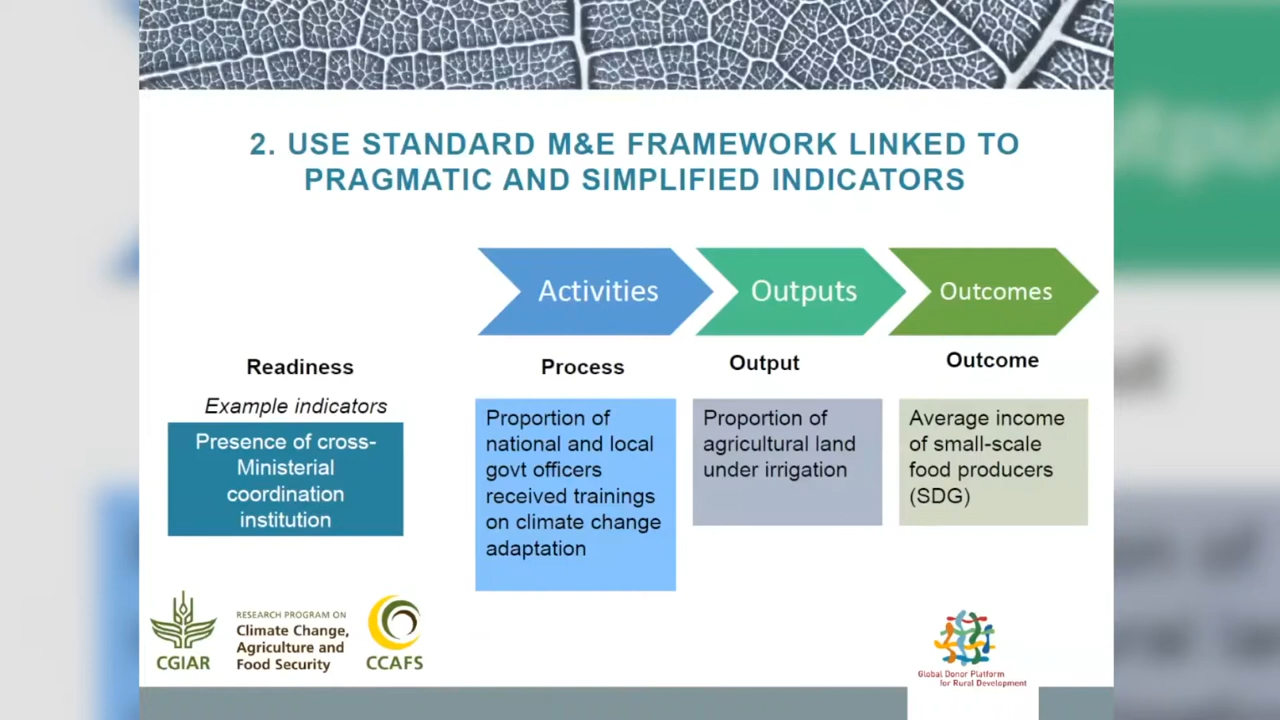 2. USE STANDARD M&E FRAMEWORK LINKED TO
PRAGMATIC AND SIMPLIFIED INDICATORS
Activities
Outputs
Outcomes
Readiness
Process
Output
Outcome
Example indicators
Presence of cross-
Ministerial
coordination
institution
Proportion of
national and local
govt officers
received trainings
on climate change
adaptation
Proportion of
agricultural land
under irrigation
Average income
of small-scale
food producers
(SDG)
CGIAR
RESEARCH PROGRAM ON
Climate Change,
Agriculture and
Food Security
CCAFS
Global Donor Platform
for Rural Development